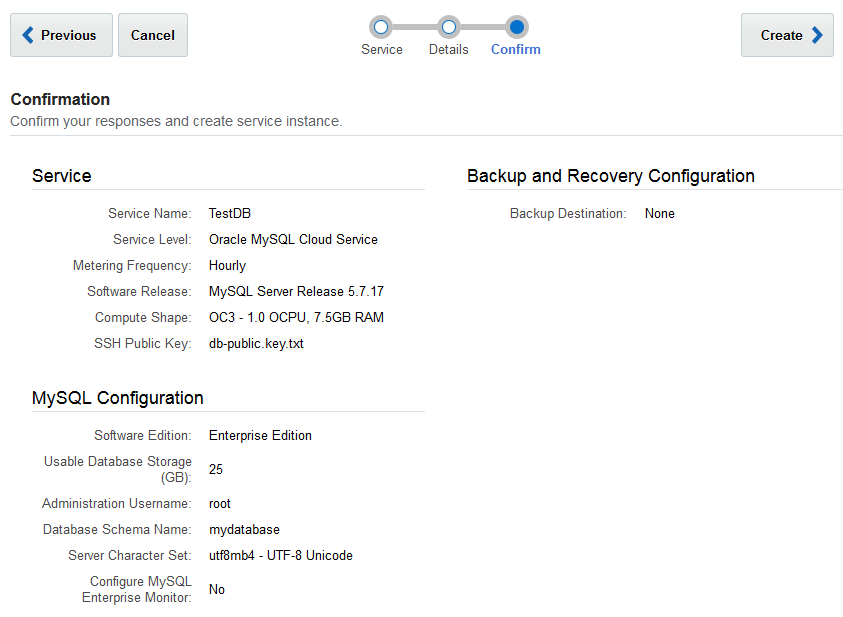 Previous
Cancel
Service
Details
Confirm
Create
Confirmation
Confirm your responses and create service instance.
Service
Service Name: TestDB
Service Level: Oracle MySQL Cloud Service
Metering Frequency: Hourly
Software Release: MySQL Server Release 5.7.17
Compute Shape: OC3 - 1.0 OCPU, 7.5GB RAM
SSH Public Key: db-public.key.txt
MySQL Configuration
Software Edition: Enterprise Edition
Usable Database Storage
(GB): 25
Administration Username: root
Database Schema Name: mydatabase
Server Character Set: utf8mb4 - UTF-8 Unicode
Configure MySQL
Enterprise Monitor: No
Backup and Recovery Configuration
Backup Destination: None